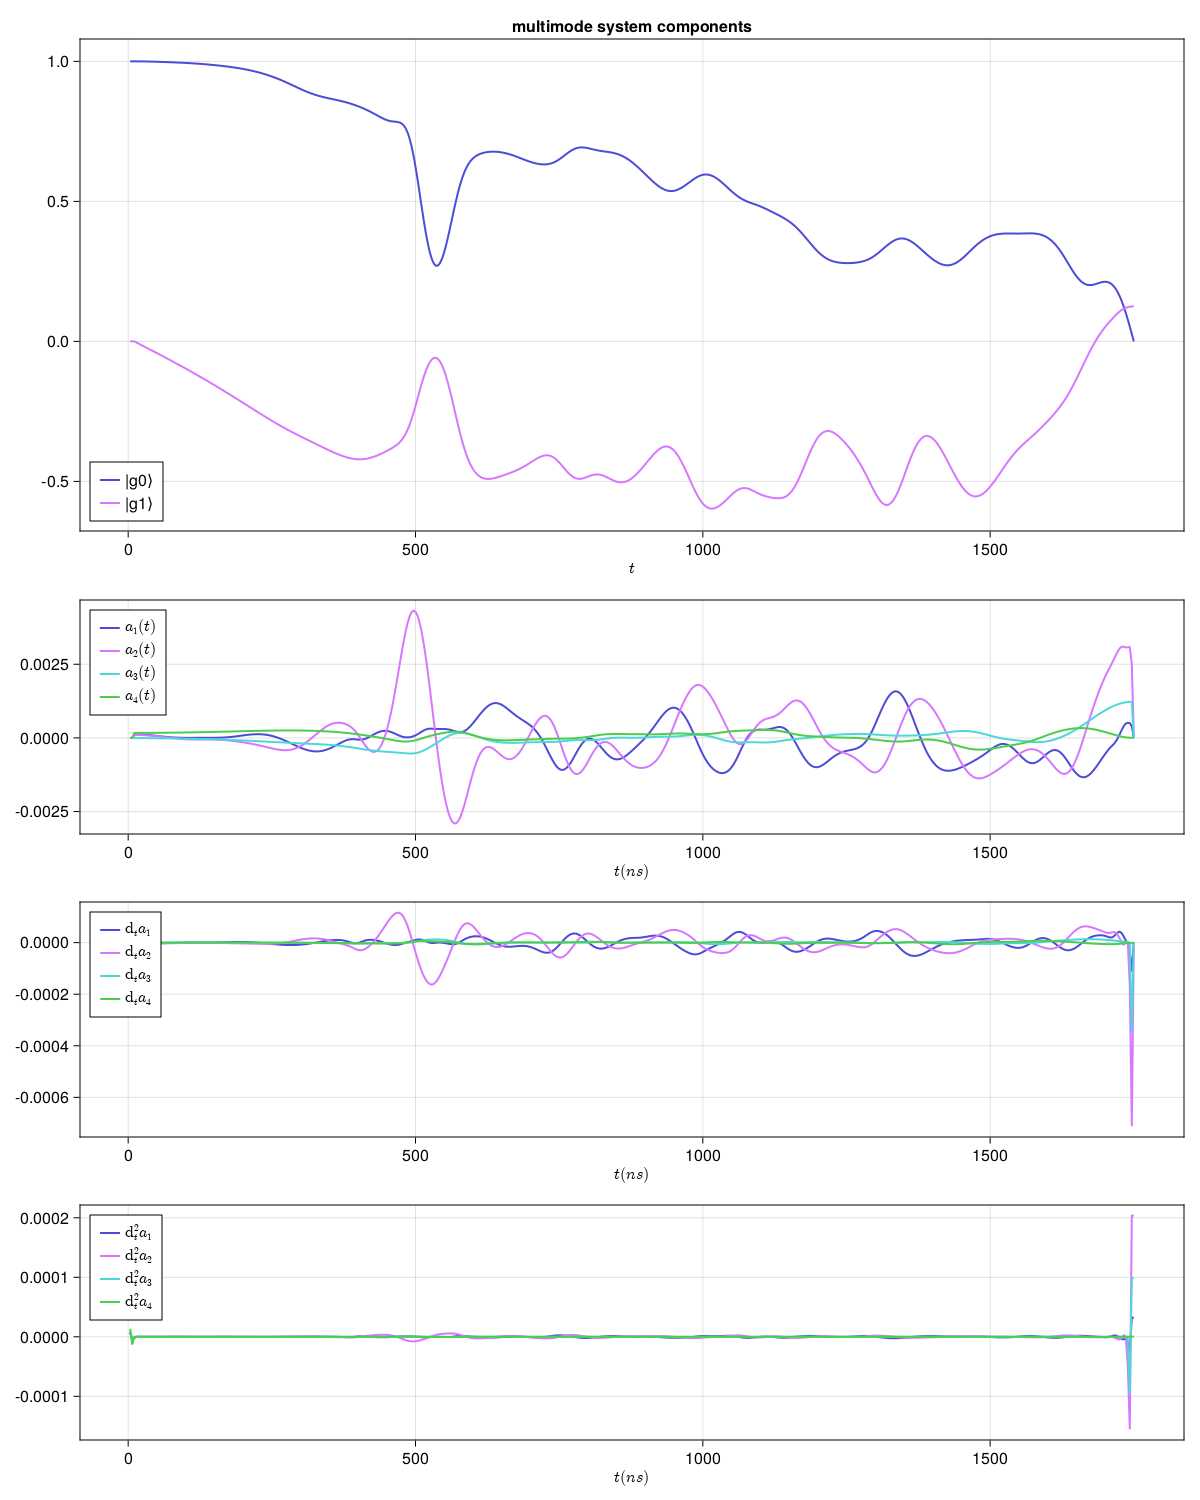 multimode system components
1.0
0.5
0.0
-0.5
|g0⟩
|g1⟩
0 500 1000 1500
t
a₁(t)
a₂(t)
a₃(t)
a₄(t)
0.0025
0.0000
-0.0025
0 500 1000 1500
t(ns)
dₜa₁
dₜa₂
dₜa₃
dₜa₄
0.0000
-0.0002
-0.0004
-0.0006
0 500 1000 1500
t(ns)
d²ₜa₁
d²ₜa₂
d²ₜa₃
d²ₜa₄
0.0002
0.0001
0.0000
-0.0001
0 500 1000 1500
t(ns)